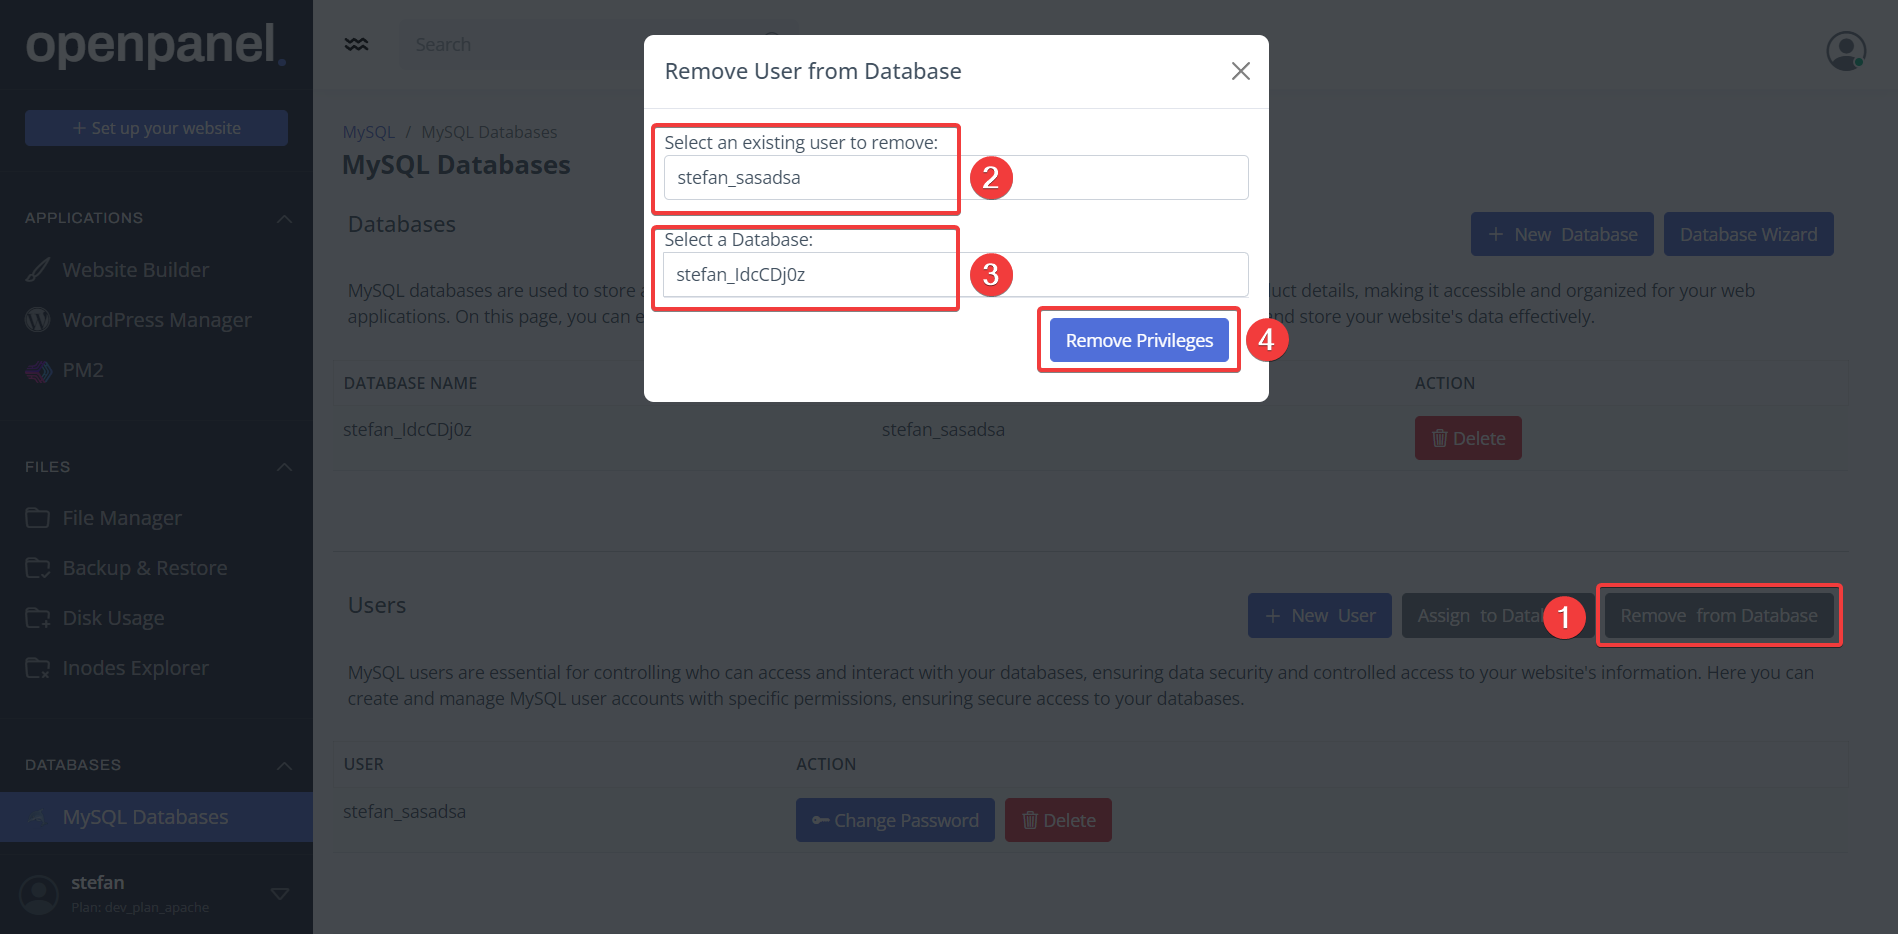 openpanel.
+ Set up your website
APPLICATIONS
Website Builder
WordPress Manager
PM2
FILES
File Manager
Backup & Restore
Disk Usage
Inodes Explorer
DATABASES
MySQL Databases
stefan
Plan: dev_plan_apache
Search
MySQL / MySQL Databases
MySQL Databases
Databases
+ New Database
Database Wizard
MySQL databases are used to store
uct details, making it accessible and organized for your web
applications. On this page, you can e
nd store your website's data effectively.
DATABASE NAME
ACTION
stefan_IdcCDj0z
stefan_sasadsa
Delete
Remove User from Database
Select an existing user to remove:
stefan_sasadsa
2
Select a Database:
stefan_IdcCDj0z
3
Remove Privileges
4
Users
+ New User
Assign to Data
1
Remove from Database
MySQL users are essential for controlling who can access and interact with your databases, ensuring data security and controlled access to your website's information. Here you can
create and manage MySQL user accounts with specific permissions, ensuring secure access to your databases.
USER
ACTION
stefan_sasadsa
Change Password
Delete